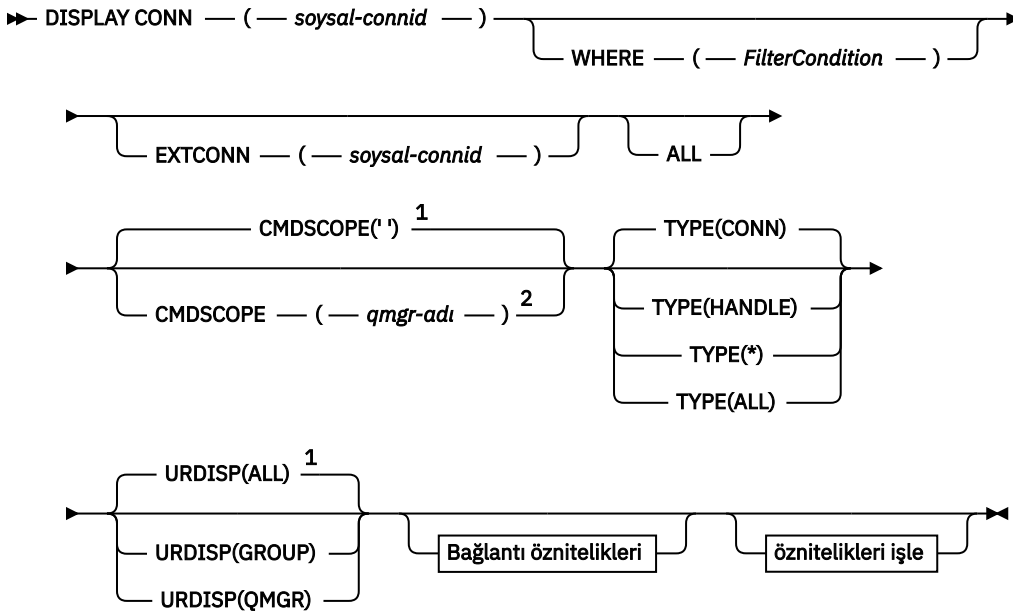 DISPLAY CONN ( soysal-connid )
WHERE ( FilterCondition )
EXTCONN ( soysal-connid )
ALL
CMDSCOPE(' ') 1
CMDSCOPE ( qmgr-adı ) 2
TYPE(CONN)
TYPE(HANDLE)
TYPE(*)
TYPE(ALL)
URDISP(ALL) 1
URDISP(GROUP)
URDISP(QMGR)
Bağlantı öznitelikleri
öznitelikleri işle